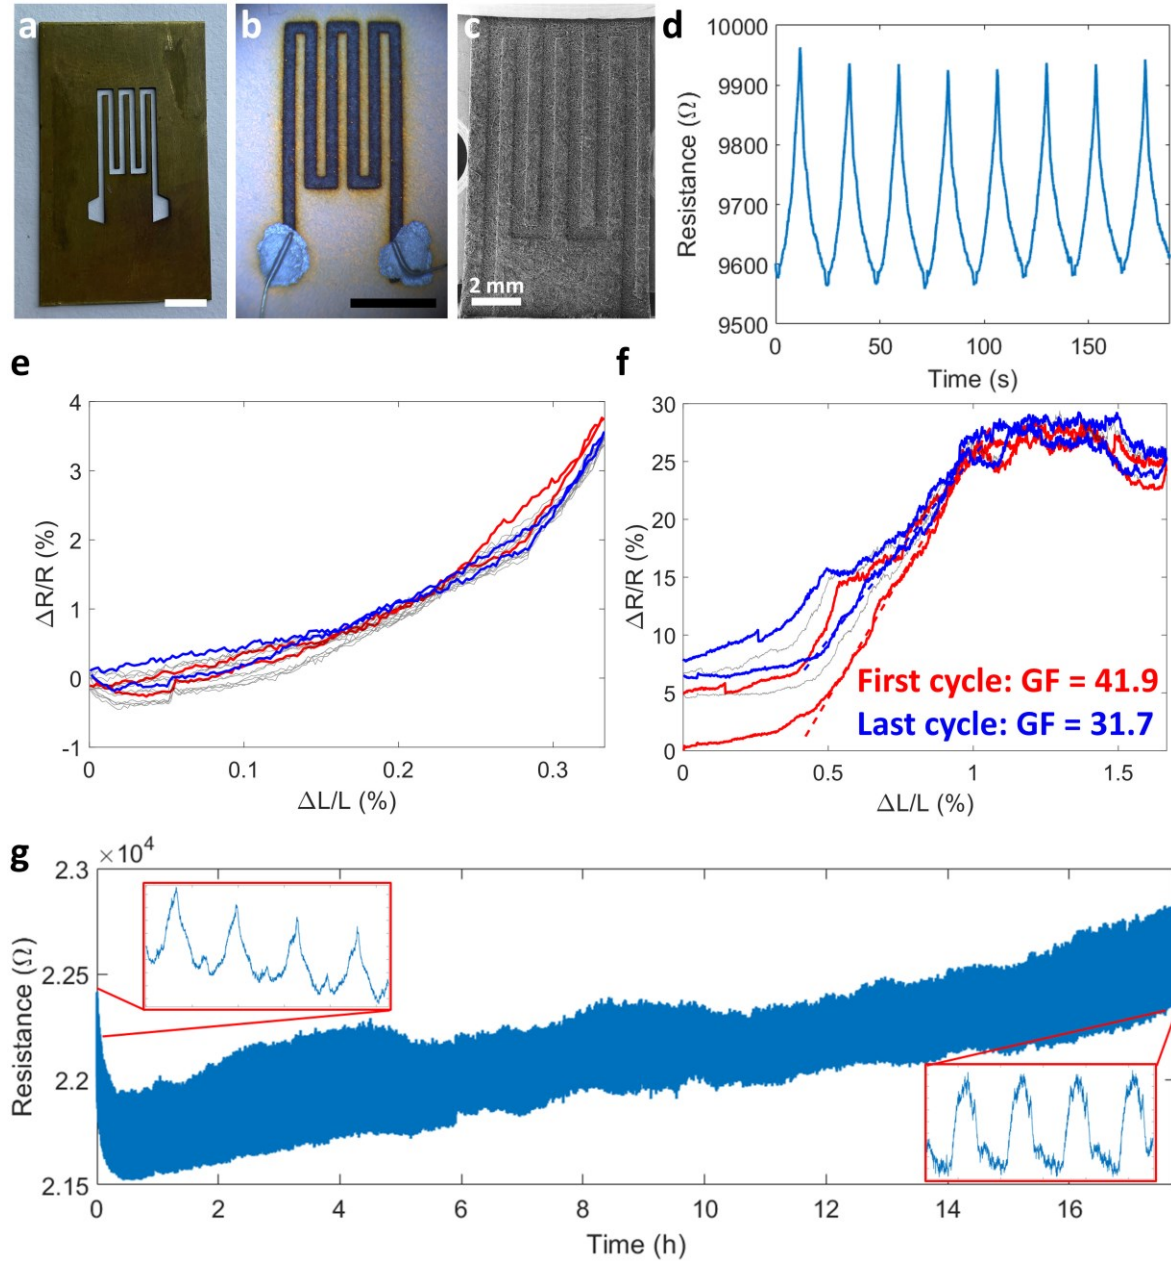 a
b
c
2 mm
d
10000
9900
9800
9700
9600
9500
Resistance (Ω)
0
50
100
150
Time (s)
e
4
3
2
1
0
-1
ΔR/R (%)
0
0.1
0.2
0.3
ΔL/L (%)
f
30
25
20
15
10
5
0
ΔR/R (%)
First cycle: GF = 41.9
Last cycle: GF = 31.7
0
0.5
1
1.5
ΔL/L (%)
g
×10⁴
2.3
2.25
2.2
2.15
Resistance (Ω)
0
2
4
6
8
10
12
14
16
Time (h)